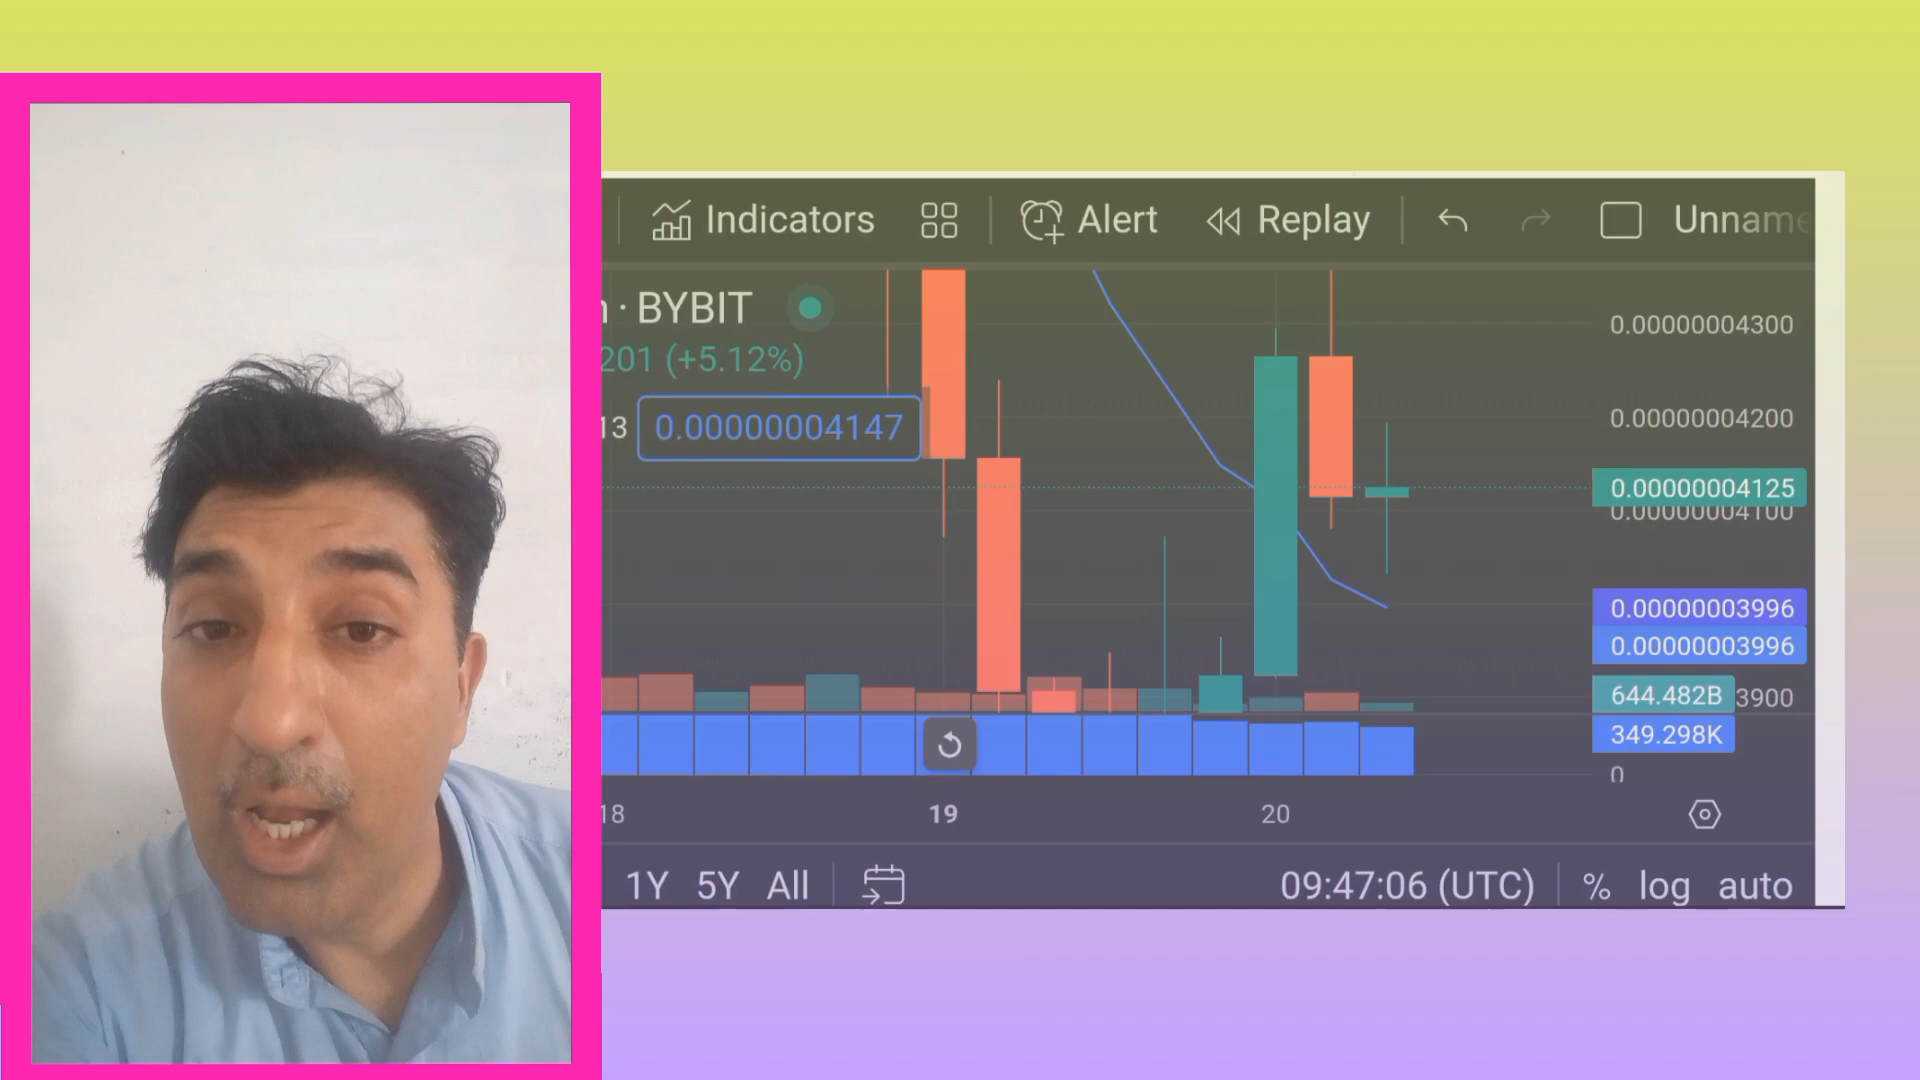 Indicators Alert Replay
· BYBIT
201 (+5.12%)
13 0.00000004147
0.00000004300
0.00000004200
0.00000004125
0.00000004100
0.00000003996
0.00000003996
644.482B 3900
349.298K
0
18 19 20
1Y 5Y All 09:47:06 (UTC) % log auto